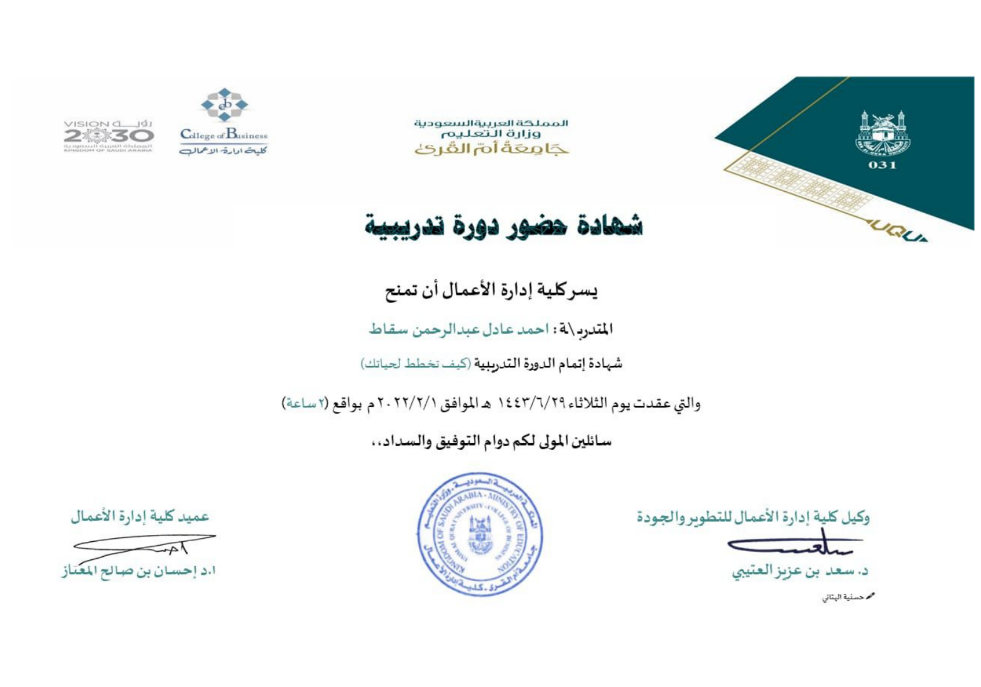 VISION رؤية
2030
المملكة العربية السعودية
KINGDOM OF SAUDI ARABIA
College of Business
كلية ادارة الأعمال
المملكة العربية السعودية
وزارة التعليم
جامعة أم القرى
031
UQU
شهادة حضور دورة تدريبية
يسر كلية إدارة الأعمال أن تمنح
المتدرب\ة: احمد عادل عبدالرحمن سقاط
شهادة إتمام الدورة التدريبية (كيف تخطط لحياتك)
والتي عقدت يوم الثلاثاء ١٤٤٣/٦/٢٩ هـ الموافق ٢٠٢٢/٢/١ م بواقع (٢ ساعة)
سائلين المولى لكم دوام التوفيق والسداد،،
وكيل كلية إدارة الأعمال للتطوير والجودة
د. سعد بن عزيز العتيبي
حسنية الهناني
المملكة العربية السعودية - وزارة التعليم
KINGDOM OF SAUDI ARABIA - MINISTRY OF EDUCATION
UMM AL QURA UNIVERSITY - COLLEGE OF BUSINESS
جامعة ام القرى - كلية إدارة الأعمال
عميد كلية إدارة الأعمال
ا.د إحسان بن صالح المعتاز